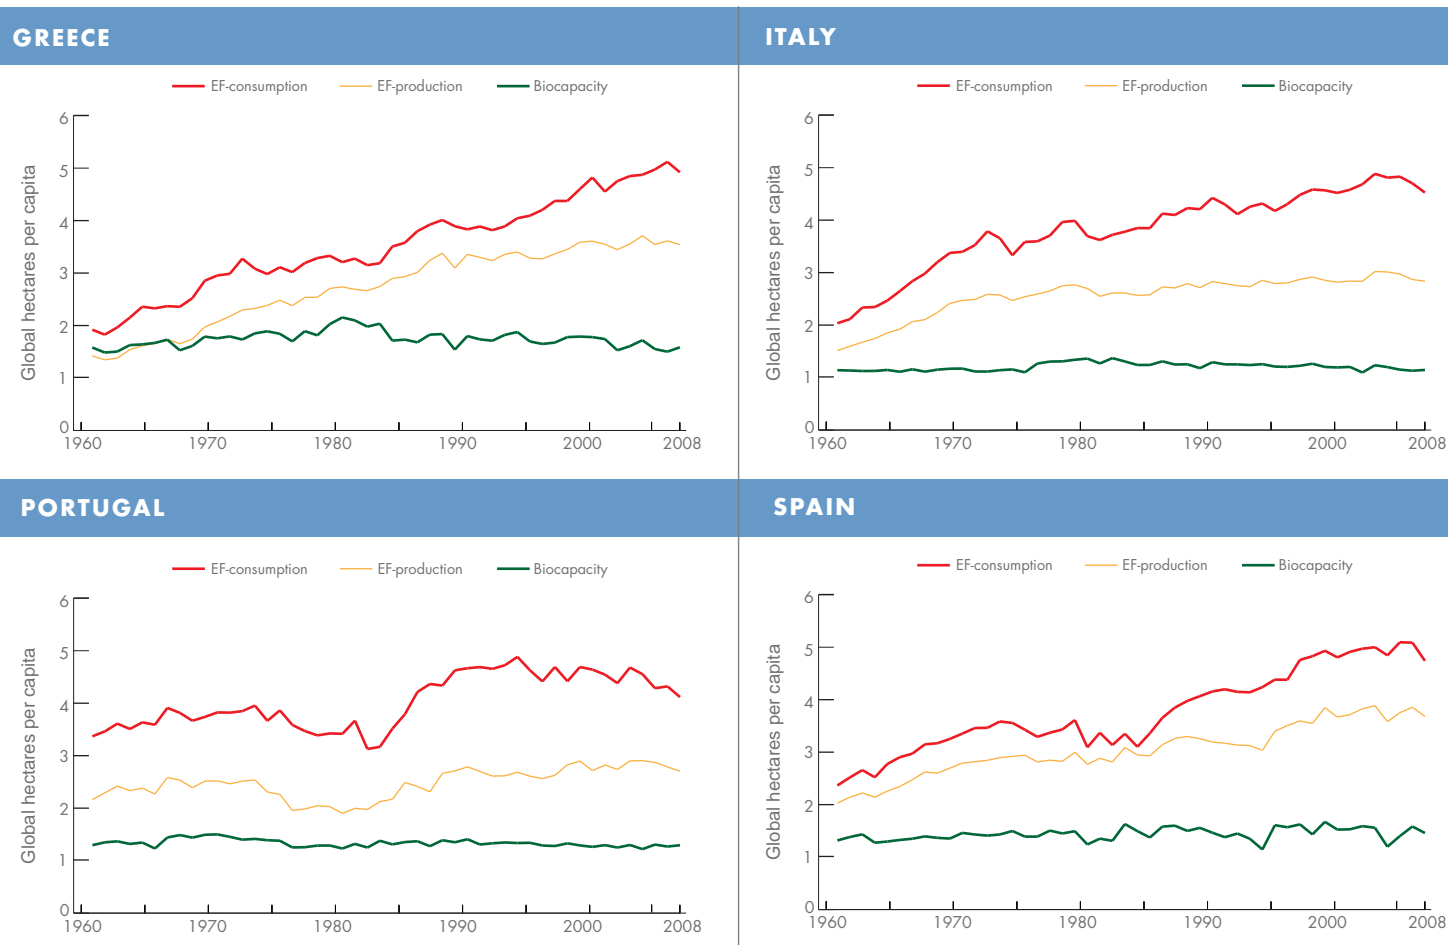 GREECE
EF-consumption EF-production Biocapacity
Global hectares per capita
6
5
4
3
2
1
0
1960 1970 1980 1990 2000 2008
ITALY
EF-consumption EF-production Biocapacity
Global hectares per capita
6
5
4
3
2
1
0
1960 1970 1980 1990 2000 2008
PORTUGAL
EF-consumption EF-production Biocapacity
Global hectares per capita
6
5
4
3
2
1
0
1960 1970 1980 1990 2000 2008
SPAIN
EF-consumption EF-production Biocapacity
Global hectares per capita
6
5
4
3
2
1
0
1960 1970 1980 1990 2000 2008